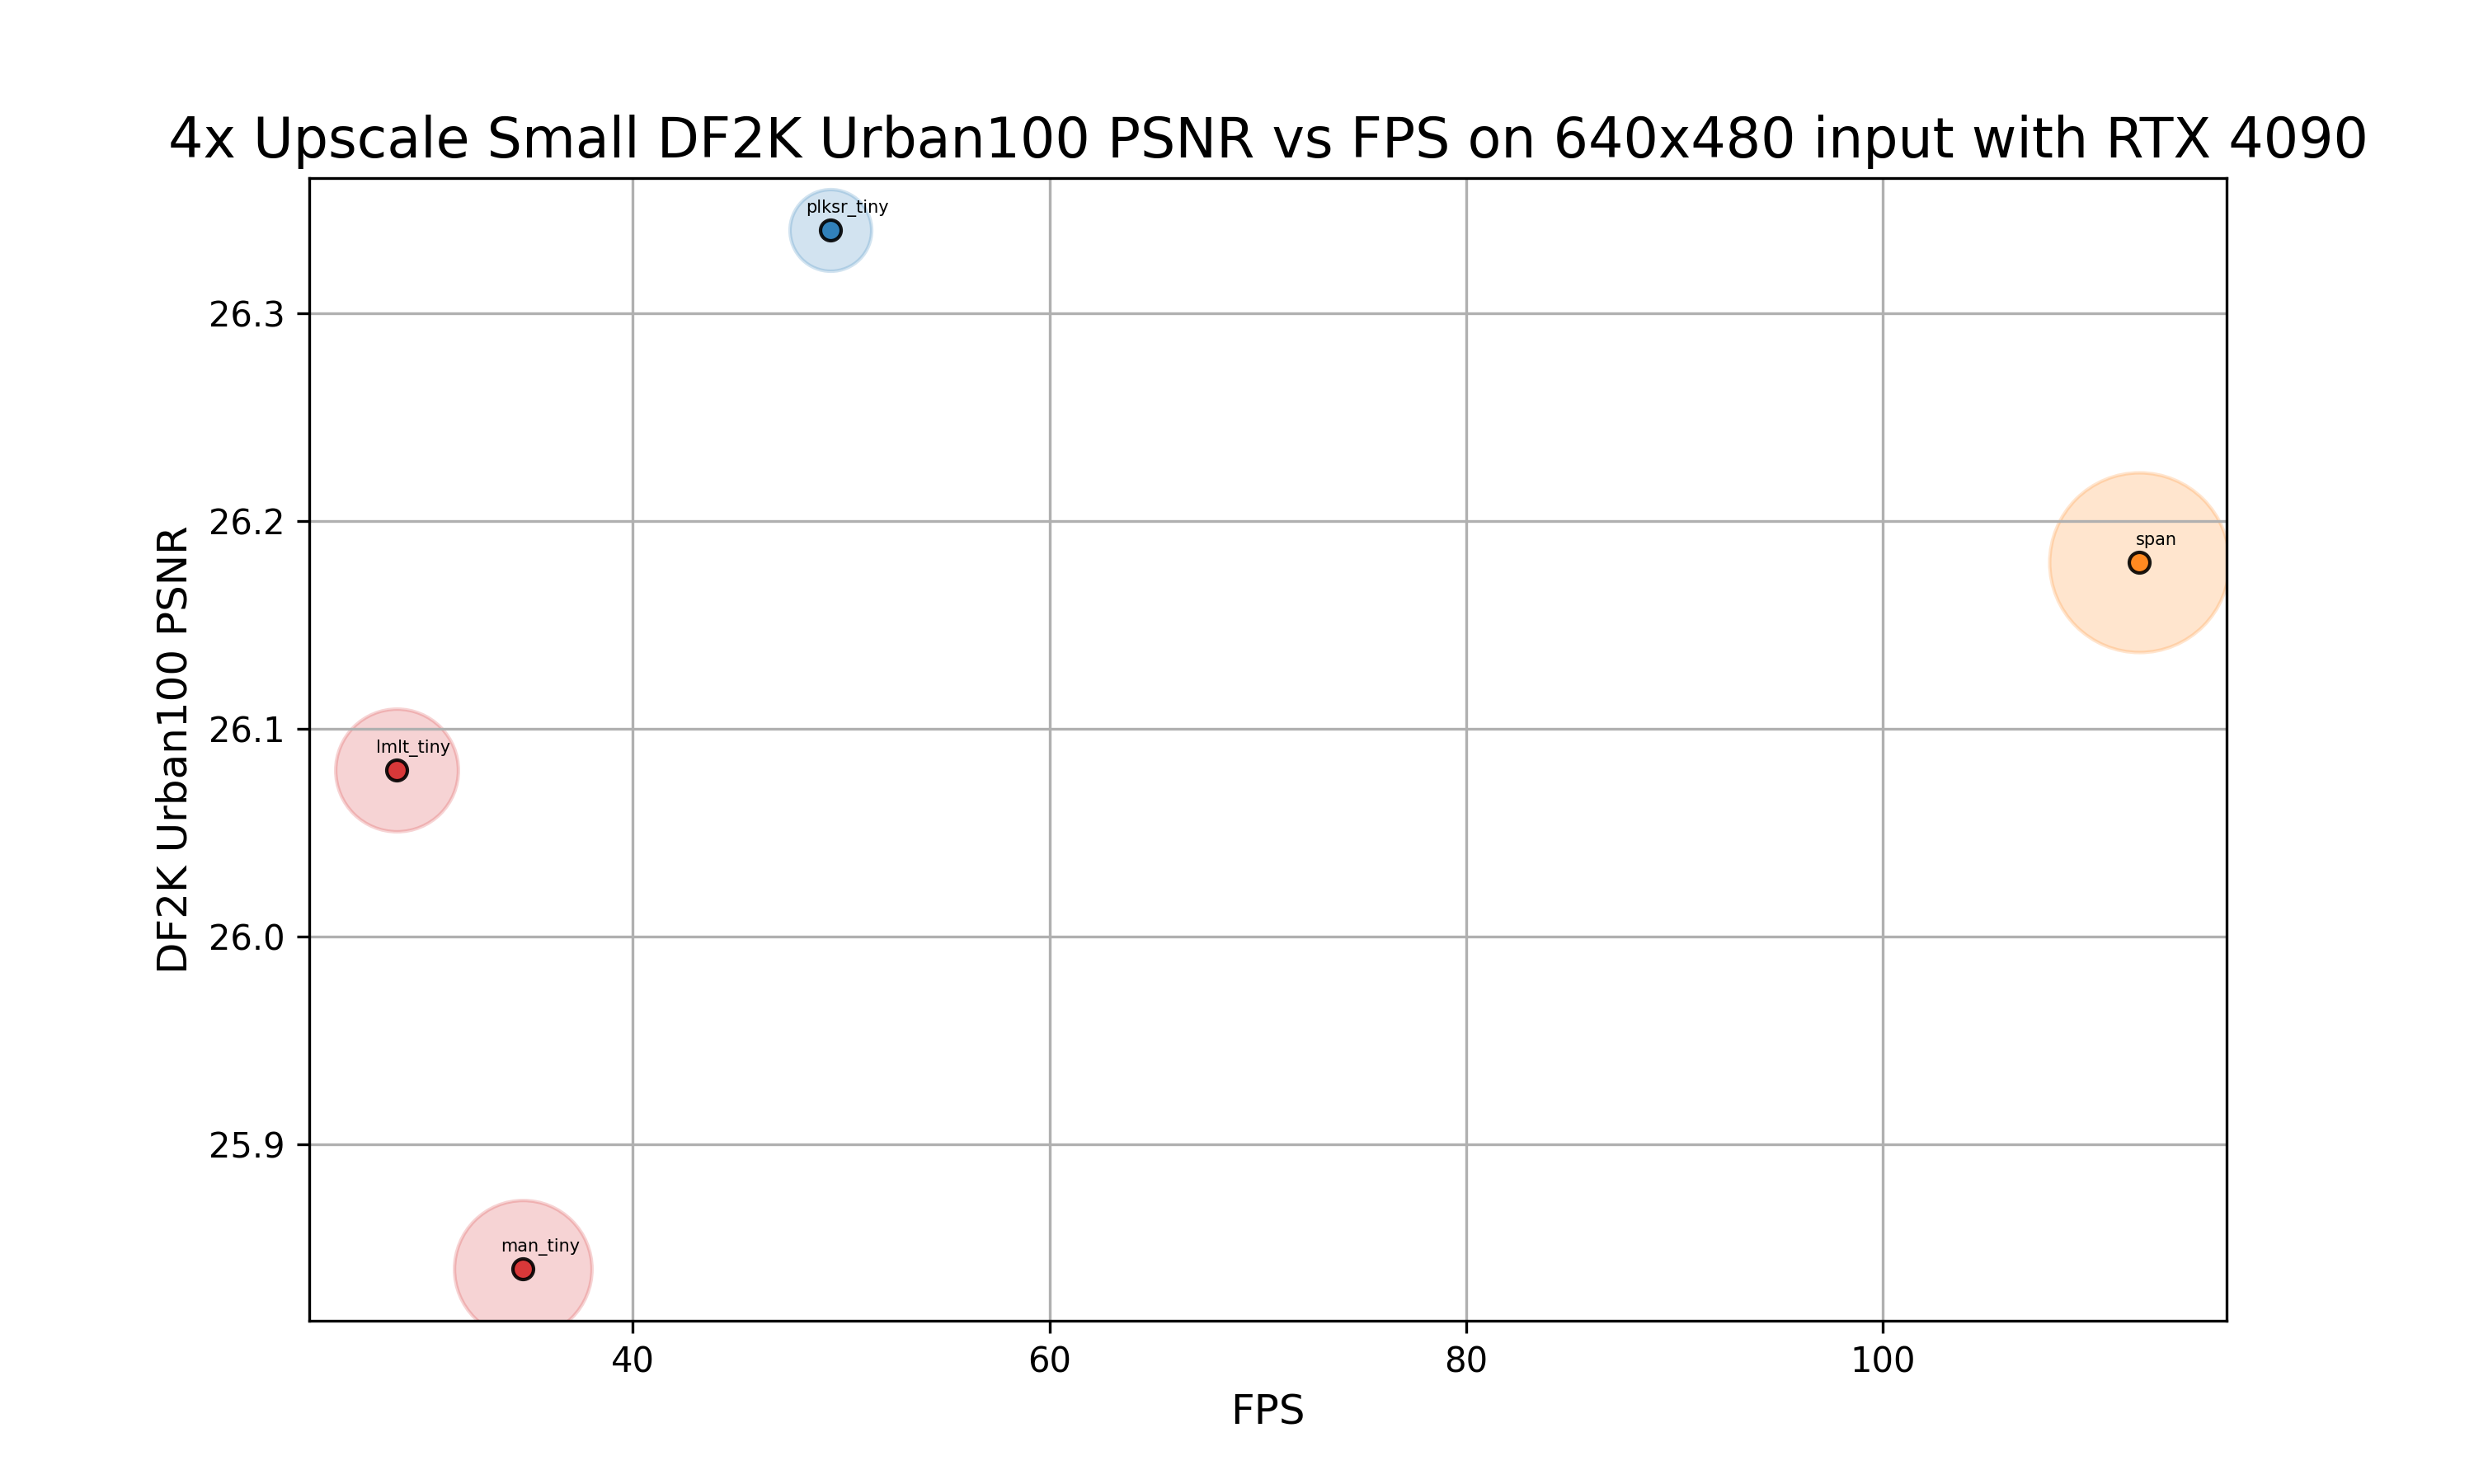 4x Upscale Small DF2K Urban100 PSNR vs FPS on 640x480 input with RTX 4090
plksr_tiny
26.3
span
26.2
lmlt_tiny
26.1
DF2K Urban100 PSNR
26.0
25.9
man_tiny
40
60
80
100
FPS